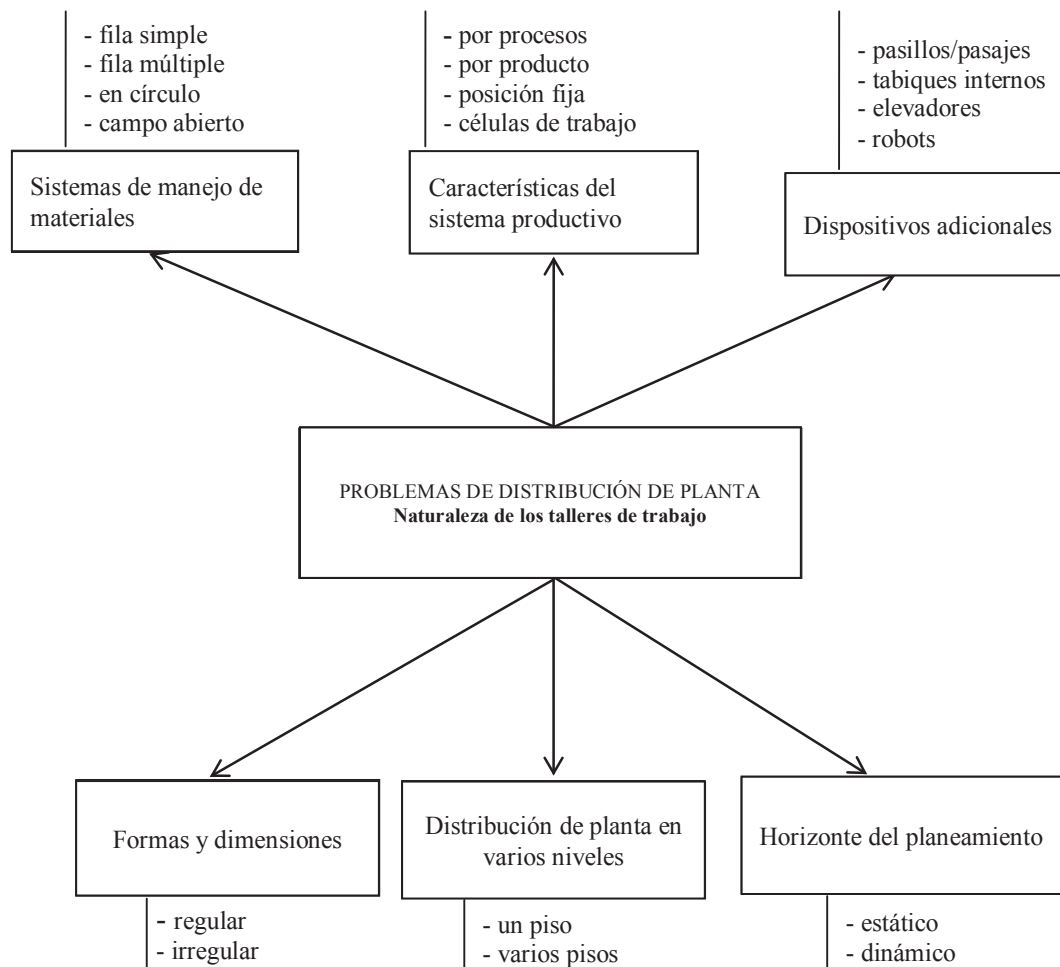 - fila simple
- fila múltiple
- en círculo
- campo abierto
Sistemas de manejo de
materiales
- por procesos
- por producto
- posición fija
- células de trabajo
Características del
sistema productivo
- pasillos/pasajes
- tabiques internos
- elevadores
- robots
Dispositivos adicionales
PROBLEMAS DE DISTRIBUCIÓN DE PLANTA
Naturaleza de los talleres de trabajo
Formas y dimensiones
- regular
- irregular
Distribución de planta en
varios niveles
- un piso
- varios pisos
Horizonte del planeamiento
- estático
- dinámico